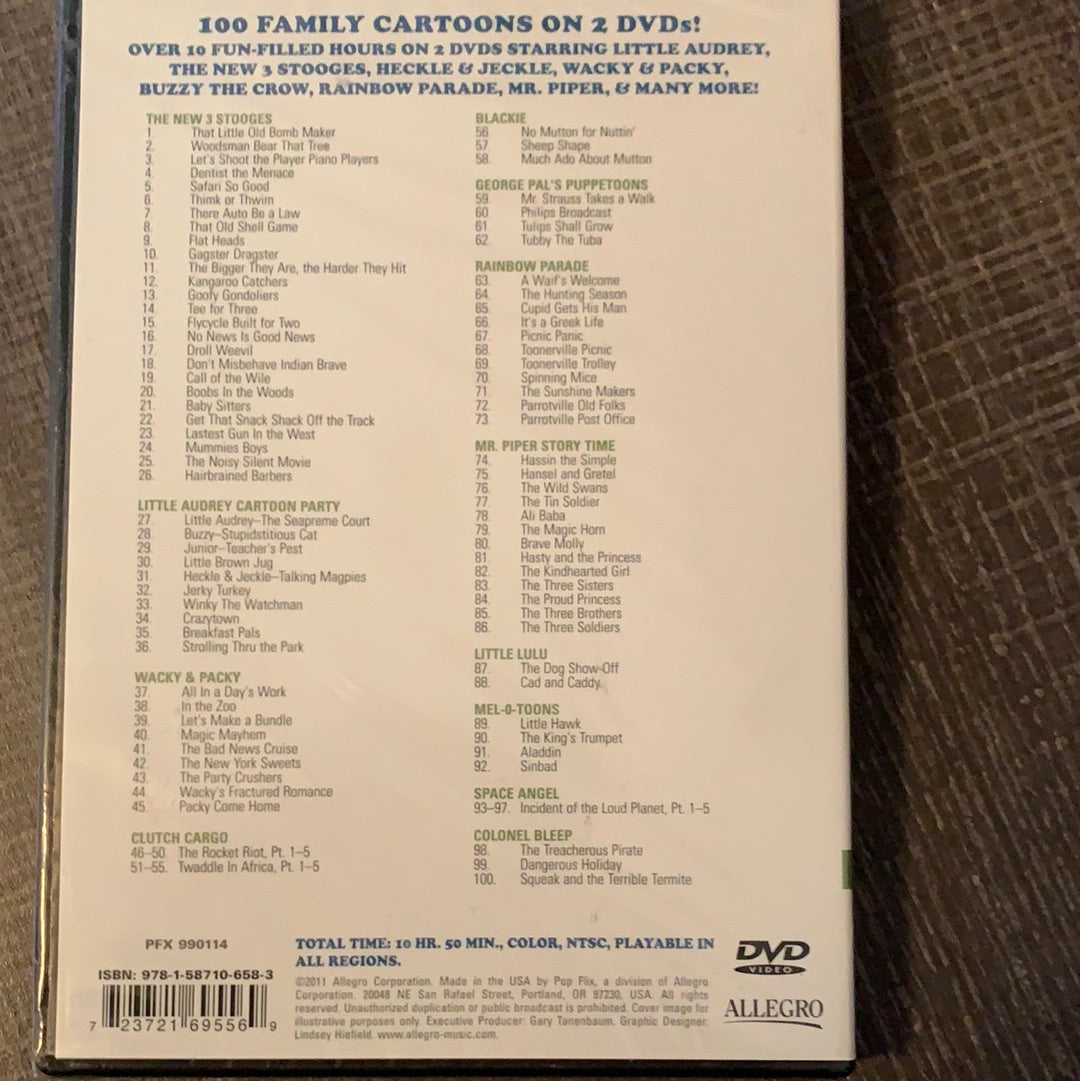 100 FAMILY CARTOONS ON 2 DVDs!
OVER 10 FUN-FILLED HOURS ON 2 DVDS STARRING LITTLE AUDREY,
THE NEW 3 STOOGES, HECKLE & JECKLE, WACKY & PACKY,
BUZZY THE CROW, RAINBOW PARADE, MR. PIPER, & MANY MORE!
THE NEW 3 STOOGES
1. That Little Old Bomb Maker
2. Woodsman Bear That Tree
3. Let's Shoot the Player Piano Players
4. Dentist the Menace
5. Safari So Good
6. Thimk or Thwim
7. There Auto Be a Law
8. That Old Shell Game
9. Flat Heads
10. Gagster Dragster
11. The Bigger They Are, the Harder They Hit
12. Kangaroo Catchers
13. Goofy Gondoliers
14. Tee for Three
15. Flycycle Built for Two
16. No News Is Good News
17. Droll Weevil
18. Don't Misbehave Indian Brave
19. Call of the Wile
20. Boobs In the Woods
21. Baby Sitters
22. Get That Snack Shack Off the Track
23. Lastest Gun In the West
24. Mummies Boys
25. The Noisy Silent Movie
26. Hairbrained Barbers
LITTLE AUDREY CARTOON PARTY
27. Little Audrey–The Seapreme Court
28. Buzzy–Stupidstitious Cat
29. Junior–Teacher's Pest
30. Little Brown Jug
31. Heckle & Jeckle–Talking Magpies
32. Jerky Turkey
33. Winky The Watchman
34. Crazytown
35. Breakfast Pals
36. Strolling Thru the Park
WACKY & PACKY
37. All In a Day's Work
38. In the Zoo
39. Let's Make a Bundle
40. Magic Mayhem
41. The Bad News Cruise
42. The New York Sweets
43. The Party Crushers
44. Wacky's Fractured Romance
45. Packy Come Home
CLUTCH CARGO
46–50. The Rocket Riot, Pt. 1–5
51–55. Twaddle In Africa, Pt. 1–5
BLACKIE
56. No Mutton for Nuttin'
57. Sheep Shape
58. Much Ado About Mutton
GEORGE PAL'S PUPPETOONS
59. Mr. Strauss Takes a Walk
60. Philips Broadcast
61. Tulips Shall Grow
62. Tubby The Tuba
RAINBOW PARADE
63. A Waif's Welcome
64. The Hunting Season
65. Cupid Gets His Man
66. It's a Greek Life
67. Picnic Panic
68. Toonerville Picnic
69. Toonerville Trolley
70. Spinning Mice
71. The Sunshine Makers
72. Parrotville Old Folks
73. Parrotville Post Office
MR. PIPER STORY TIME
74. Hassin the Simple
75. Hansel and Gretel
76. The Wild Swans
77. The Tin Soldier
78. Ali Baba
79. The Magic Horn
80. Brave Molly
81. Hasty and the Princess
82. The Kindhearted Girl
83. The Three Sisters
84. The Proud Princess
85. The Three Brothers
86. The Three Soldiers
LITTLE LULU
87. The Dog Show-Off
88. Cad and Caddy
MEL-O-TOONS
89. Little Hawk
90. The King's Trumpet
91. Aladdin
92. Sinbad
SPACE ANGEL
93–97. Incident of the Loud Planet, Pt. 1–5
COLONEL BLEEP
98. The Treacherous Pirate
99. Dangerous Holiday
100. Squeak and the Terrible Termite
PFX 990114
ISBN: 978-1-58710-658-3
7 23721 69556 9
TOTAL TIME: 10 HR. 50 MIN., COLOR, NTSC, PLAYABLE IN
ALL REGIONS.
©2011 Allegro Corporation. Made in the USA by Pop Flix, a division of Allegro
Corporation. 20048 NE San Rafael Street, Portland, OR 97230, USA. All rights
reserved. Unauthorized duplication or public broadcast is prohibited. Cover image for
illustrative purposes only. Executive Producer: Gary Tanenbaum. Graphic Designer:
Lindsey Hiefield. www.allegro-music.com.
DVD
VIDEO
ALLEGRO